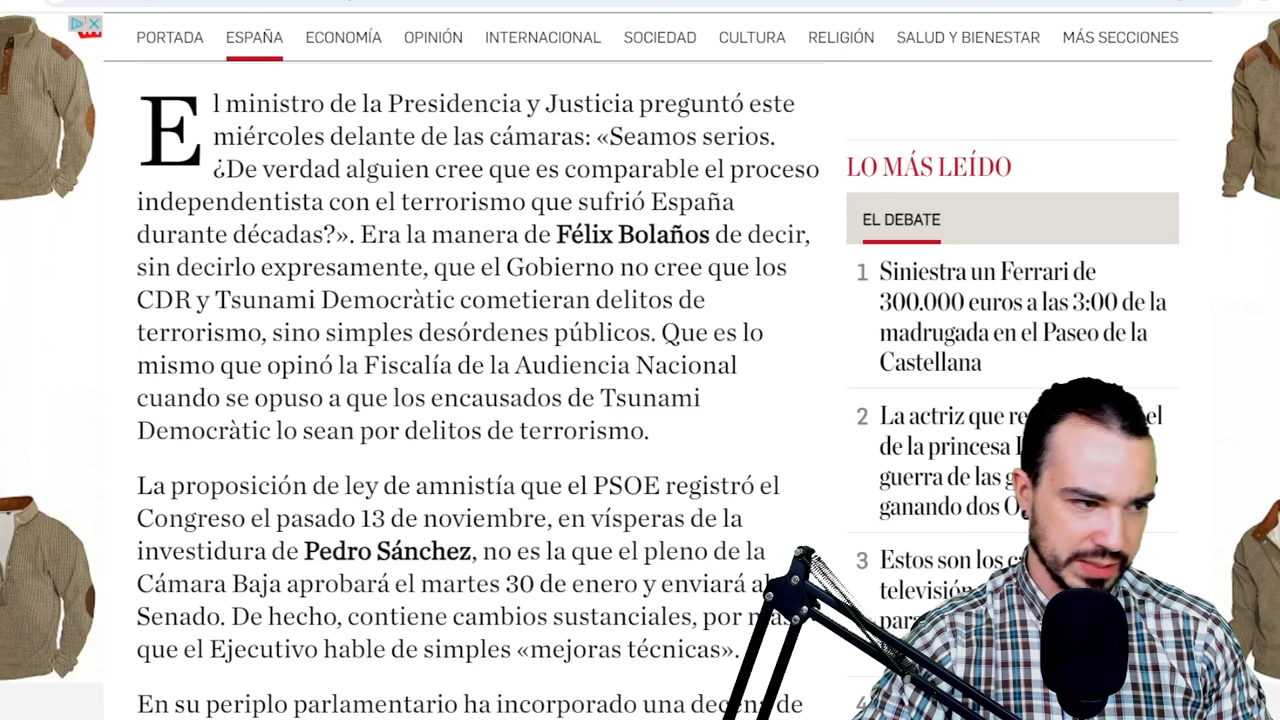 PORTADA ESPAÑA ECONOMÍA OPINIÓN INTERNACIONAL SOCIEDAD CULTURA RELIGIÓN SALUD Y BIENESTAR MÁS SECCIONES
El ministro de la Presidencia y Justicia preguntó este
miércoles delante de las cámaras: «Seamos serios.
¿De verdad alguien cree que es comparable el proceso
independentista con el terrorismo que sufrió España
durante décadas?». Era la manera de Félix Bolaños de decir,
sin decirlo expresamente, que el Gobierno no cree que los
CDR y Tsunami Democràtic cometieran delitos de
terrorismo, sino simples desórdenes públicos. Que es lo
mismo que opinó la Fiscalía de la Audiencia Nacional
cuando se opuso a que los encausados de Tsunami
Democràtic lo sean por delitos de terrorismo.
La proposición de ley de amnistía que el PSOE registró el
Congreso el pasado 13 de noviembre, en vísperas de la
investidura de Pedro Sánchez, no es la que el pleno de la
Cámara Baja aprobará el martes 30 de enero y enviará al
Senado. De hecho, contiene cambios sustanciales, por más
que el Ejecutivo hable de simples «mejoras técnicas».
En su periplo parlamentario ha incorporado una decena de
LO MÁS LEÍDO
EL DEBATE
1 Siniestra un Ferrari de
300.000 euros a las 3:00 de la
madrugada en el Paseo de la
Castellana
2 La actriz que el
de la princesa
guerra de las
ganando dos
3 Estos son los
televisión
4